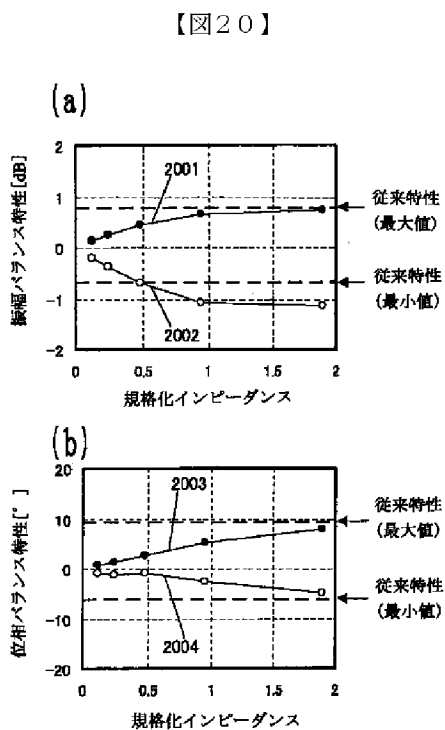 【図２０】
(a)
振幅バランス特性[dB]
2
1
0
-1
-2
2001
2002
従来特性
(最大値)
従来特性
(最小値)
0
0.5
1
1.5
2
規格化インピーダンス
(b)
位相バランス特性[°]
20
10
0
-10
-20
2003
2004
従来特性
(最大値)
従来特性
(最小値)
0
0.5
1
1.5
2
規格化インピーダンス